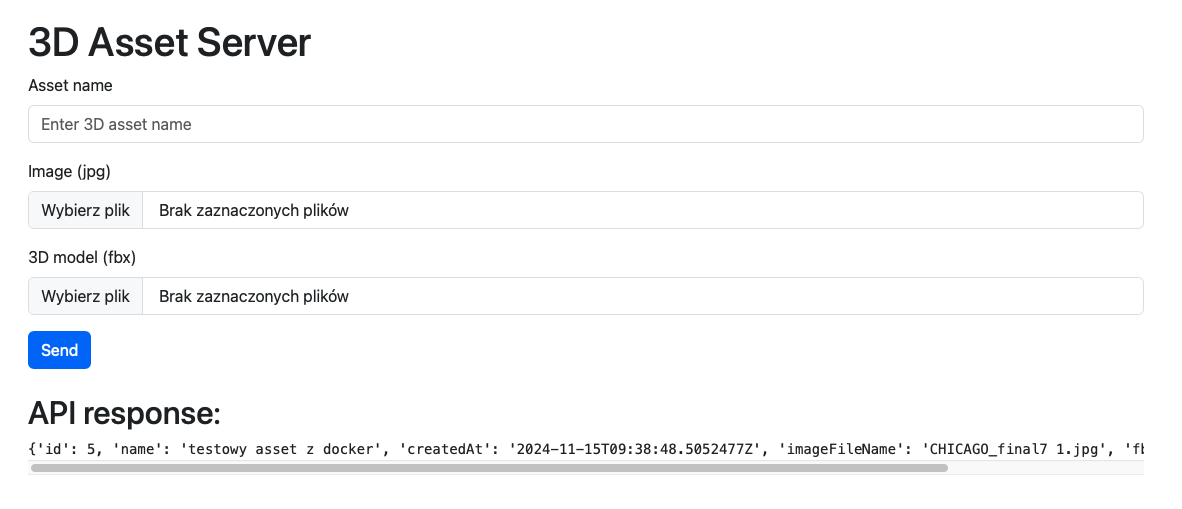 3D Asset Server
Asset name
Enter 3D asset name
Image (jpg)
Wybierz plik Brak zaznaczonych plików
3D model (fbx)
Wybierz plik Brak zaznaczonych plików
Send
API response:
{'id': 5, 'name': 'testowy asset z docker', 'createdAt': '2024-11-15T09:38:48.5052477Z', 'imageFileName': 'CHICAGO_final7 1.jpg',